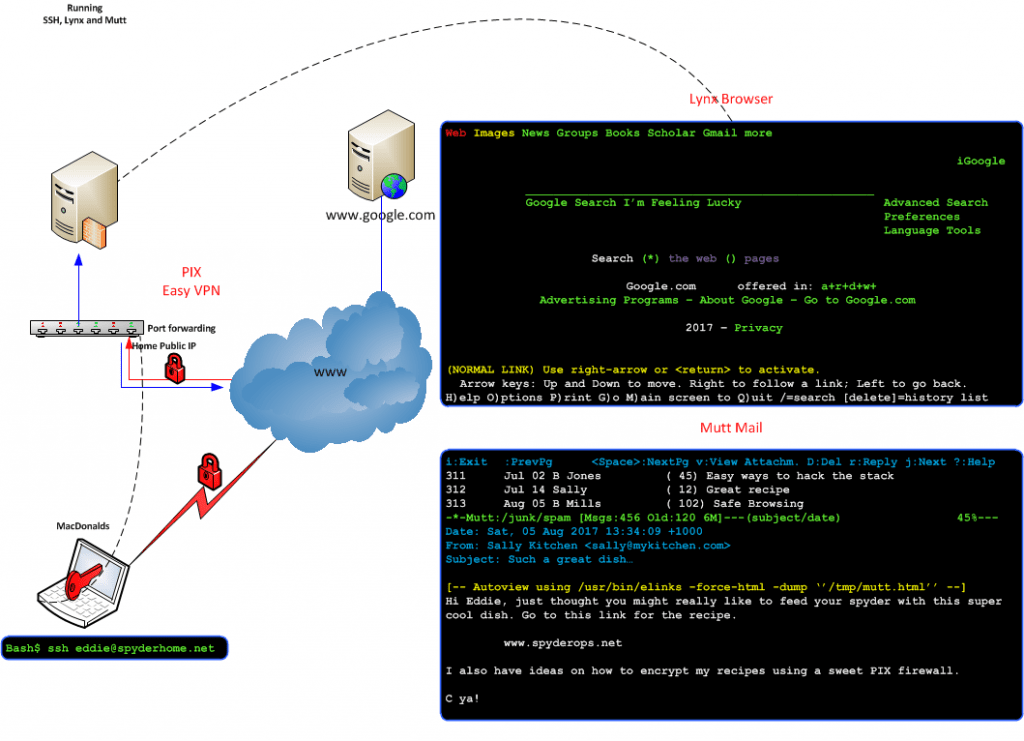 Running
SSH, Lynx and Mutt
Lynx Browser
Web Images News Groups Books Scholar Gmail more
iGoogle
Google Search I'm Feeling Lucky
Advanced Search
Preferences
Language Tools
Search (*) the web () pages
Google.com offered in: a+r+d+w+
Advertising Programs - About Google - Go to Google.com
2017 - Privacy
(NORMAL LINK) Use right-arrow or <return> to activate.
Arrow keys: Up and Down to move. Right to follow a link; Left to go back.
H)elp O)ptions P)rint G)o M)ain screen to Q)uit /=search [delete]=history list
www.google.com
PIX
Easy VPN
Port forwarding
Home Public IP
www
Mutt Mail
i:Exit :PrevPg <Space>:NextPg v:View Attachm. D:Del r:Reply j:Next ?:Help
311 Jul 02 B Jones ( 45) Easy ways to hack the stack
312 Jul 14 Sally ( 12) Great recipe
313 Aug 05 B Mills ( 102) Safe Browsing
-*-Mutt:/junk/spam [Msgs:456 Old:120 6M]---(subject/date) 45%---
Date: Sat, 05 Aug 2017 13:34:09 +1000
From: Sally Kitchen <sally@mykitchen.com>
Subject: Such a great dish…
[-- Autoview using /usr/bin/elinks -force-html -dump ‘’/tmp/mutt.html’’ --]
Hi Eddie, just thought you might really like to feed your spyder with this super
cool dish. Go to this link for the recipe.
www.spyderops.net
I also have ideas on how to encrypt my recipes using a sweet PIX firewall.
C ya!
MacDonalds
Bash$ ssh eddie@spyderhome.net